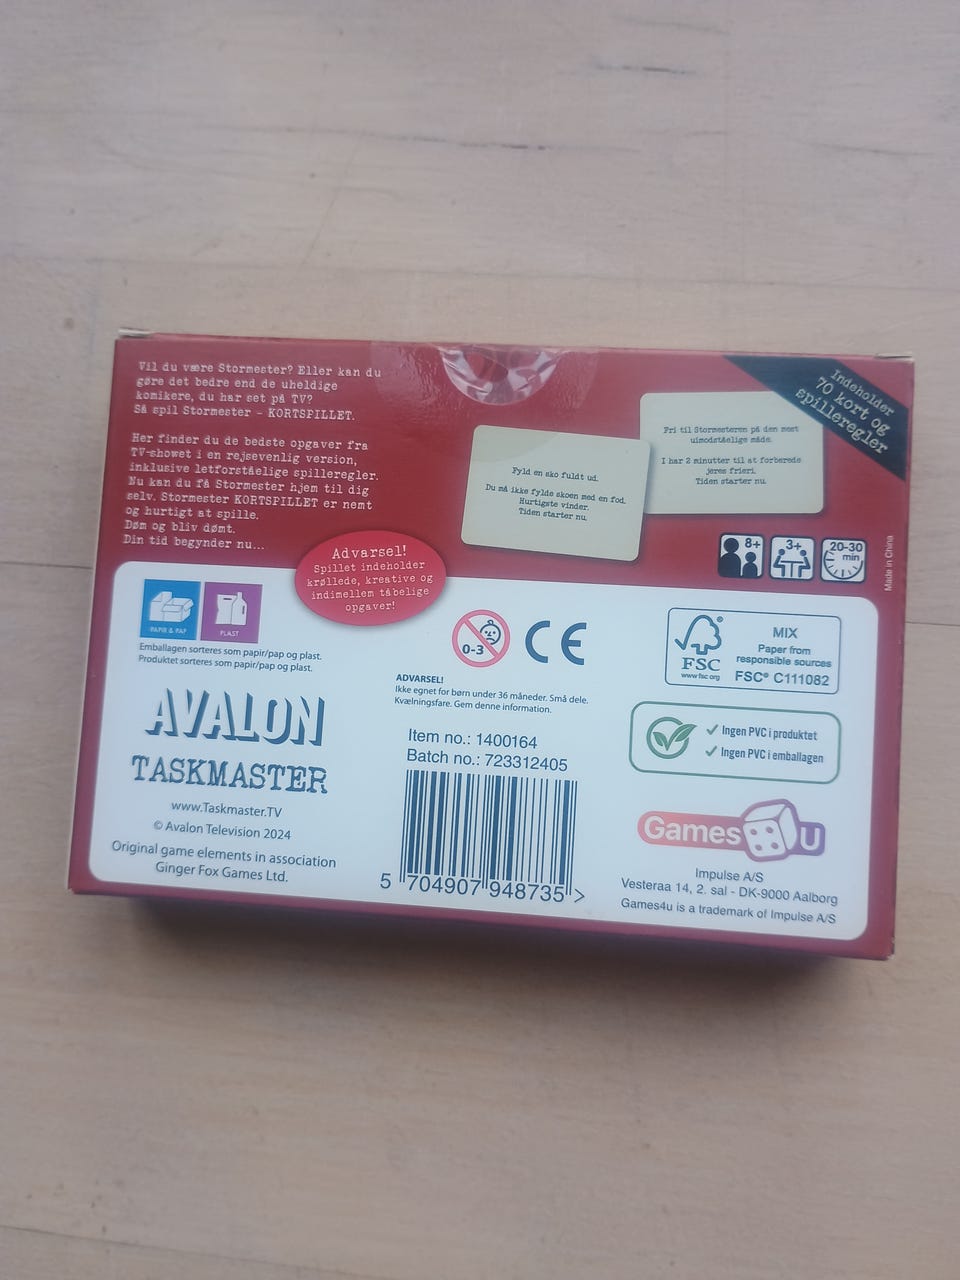 Vil du være Stormester? Eller kan du
gøre det bedre end de uheldige
komikere, du har set på TV?
Så spil Stormester - KORTSPILLET.
Her finder du de bedste opgaver fra
TV-showet i en rejsevenlig version,
inklusive letforståelige spilleregler.
Nu kan du få Stormester hjem til dig
selv. Stormester KORTSPILLET er nemt
og hurtigt at spille.
Døm og bliv dømt.
Din tid begynder nu...
Advarsel!
Spillet indeholder
krøllede, kreative og
indimellem tåbelige
opgaver!
Fyld en sko fuldt ud.
Du må ikke fylde skoen med en fod.
Hurtigste vinder.
Tiden starter nu.
Fri til Stormesteren på den mest
uimodståelige måde.
I har 2 minutter til at forberede
jeres frieri.
Tiden starter nu.
Indeholder
70 kort og
spilleregler
8+
3+
20-30
min
Made in China
PAPIR & PAP
PLAST
Emballagen sorteres som papir/pap og plast.
Produktet sorteres som papir/pap og plast.
AVALON
TASKMASTER
www.Taskmaster.TV
© Avalon Television 2024
Original game elements in association
Ginger Fox Games Ltd.
0-3
CE
ADVARSEL!
Ikke egnet for børn under 36 måneder. Små dele.
Kvælningsfare. Gem denne information.
Item no.: 1400164
Batch no.: 723312405
5 704907 948735 >
FSC
www.fsc.org
MIX
Paper from
responsible sources
FSC® C111082
Ingen PVC i produktet
Ingen PVC i emballagen
Games4U
Impulse A/S
Vesteraa 14, 2. sal - DK-9000 Aalborg
Games4u is a trademark of Impulse A/S